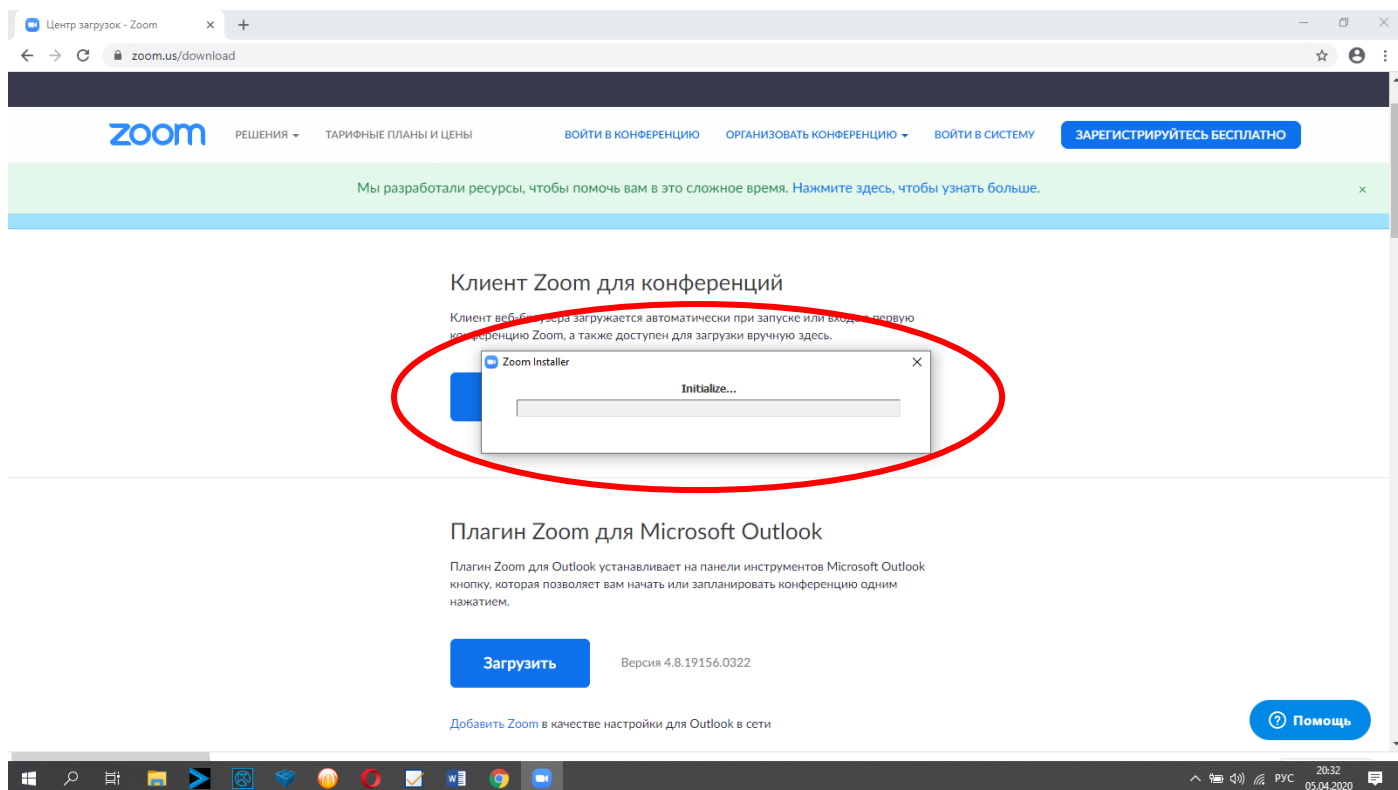 Центр загрузок - Zoom
zoom.us/download
zoom РЕШЕНИЯ ТАРИФНЫЕ ПЛАНЫ И ЦЕНЫ ВОЙТИ В КОНФЕРЕНЦИЮ ОРГАНИЗОВАТЬ КОНФЕРЕНЦИЮ ВОЙТИ В СИСТЕМУ ЗАРЕГИСТРИРУЙТЕСЬ БЕСПЛАТНО
Мы разработали ресурсы, чтобы помочь вам в это сложное время. Нажмите здесь, чтобы узнать больше.
Клиент Zoom для конференций
Клиент веб-браузера загружается автоматически при запуске или входе в первую
конференцию Zoom, а также доступен для загрузки вручную здесь.
Zoom Installer
Initialize...
Плагин Zoom для Microsoft Outlook
Плагин Zoom для Outlook устанавливает на панели инструментов Microsoft Outlook
кнопку, которая позволяет вам начать или запланировать конференцию одним
нажатием.
Загрузить Версия 4.8.19156.0322
Добавить Zoom в качестве настройки для Outlook в сети
Помощь
РУС 20:32
05.04.2020